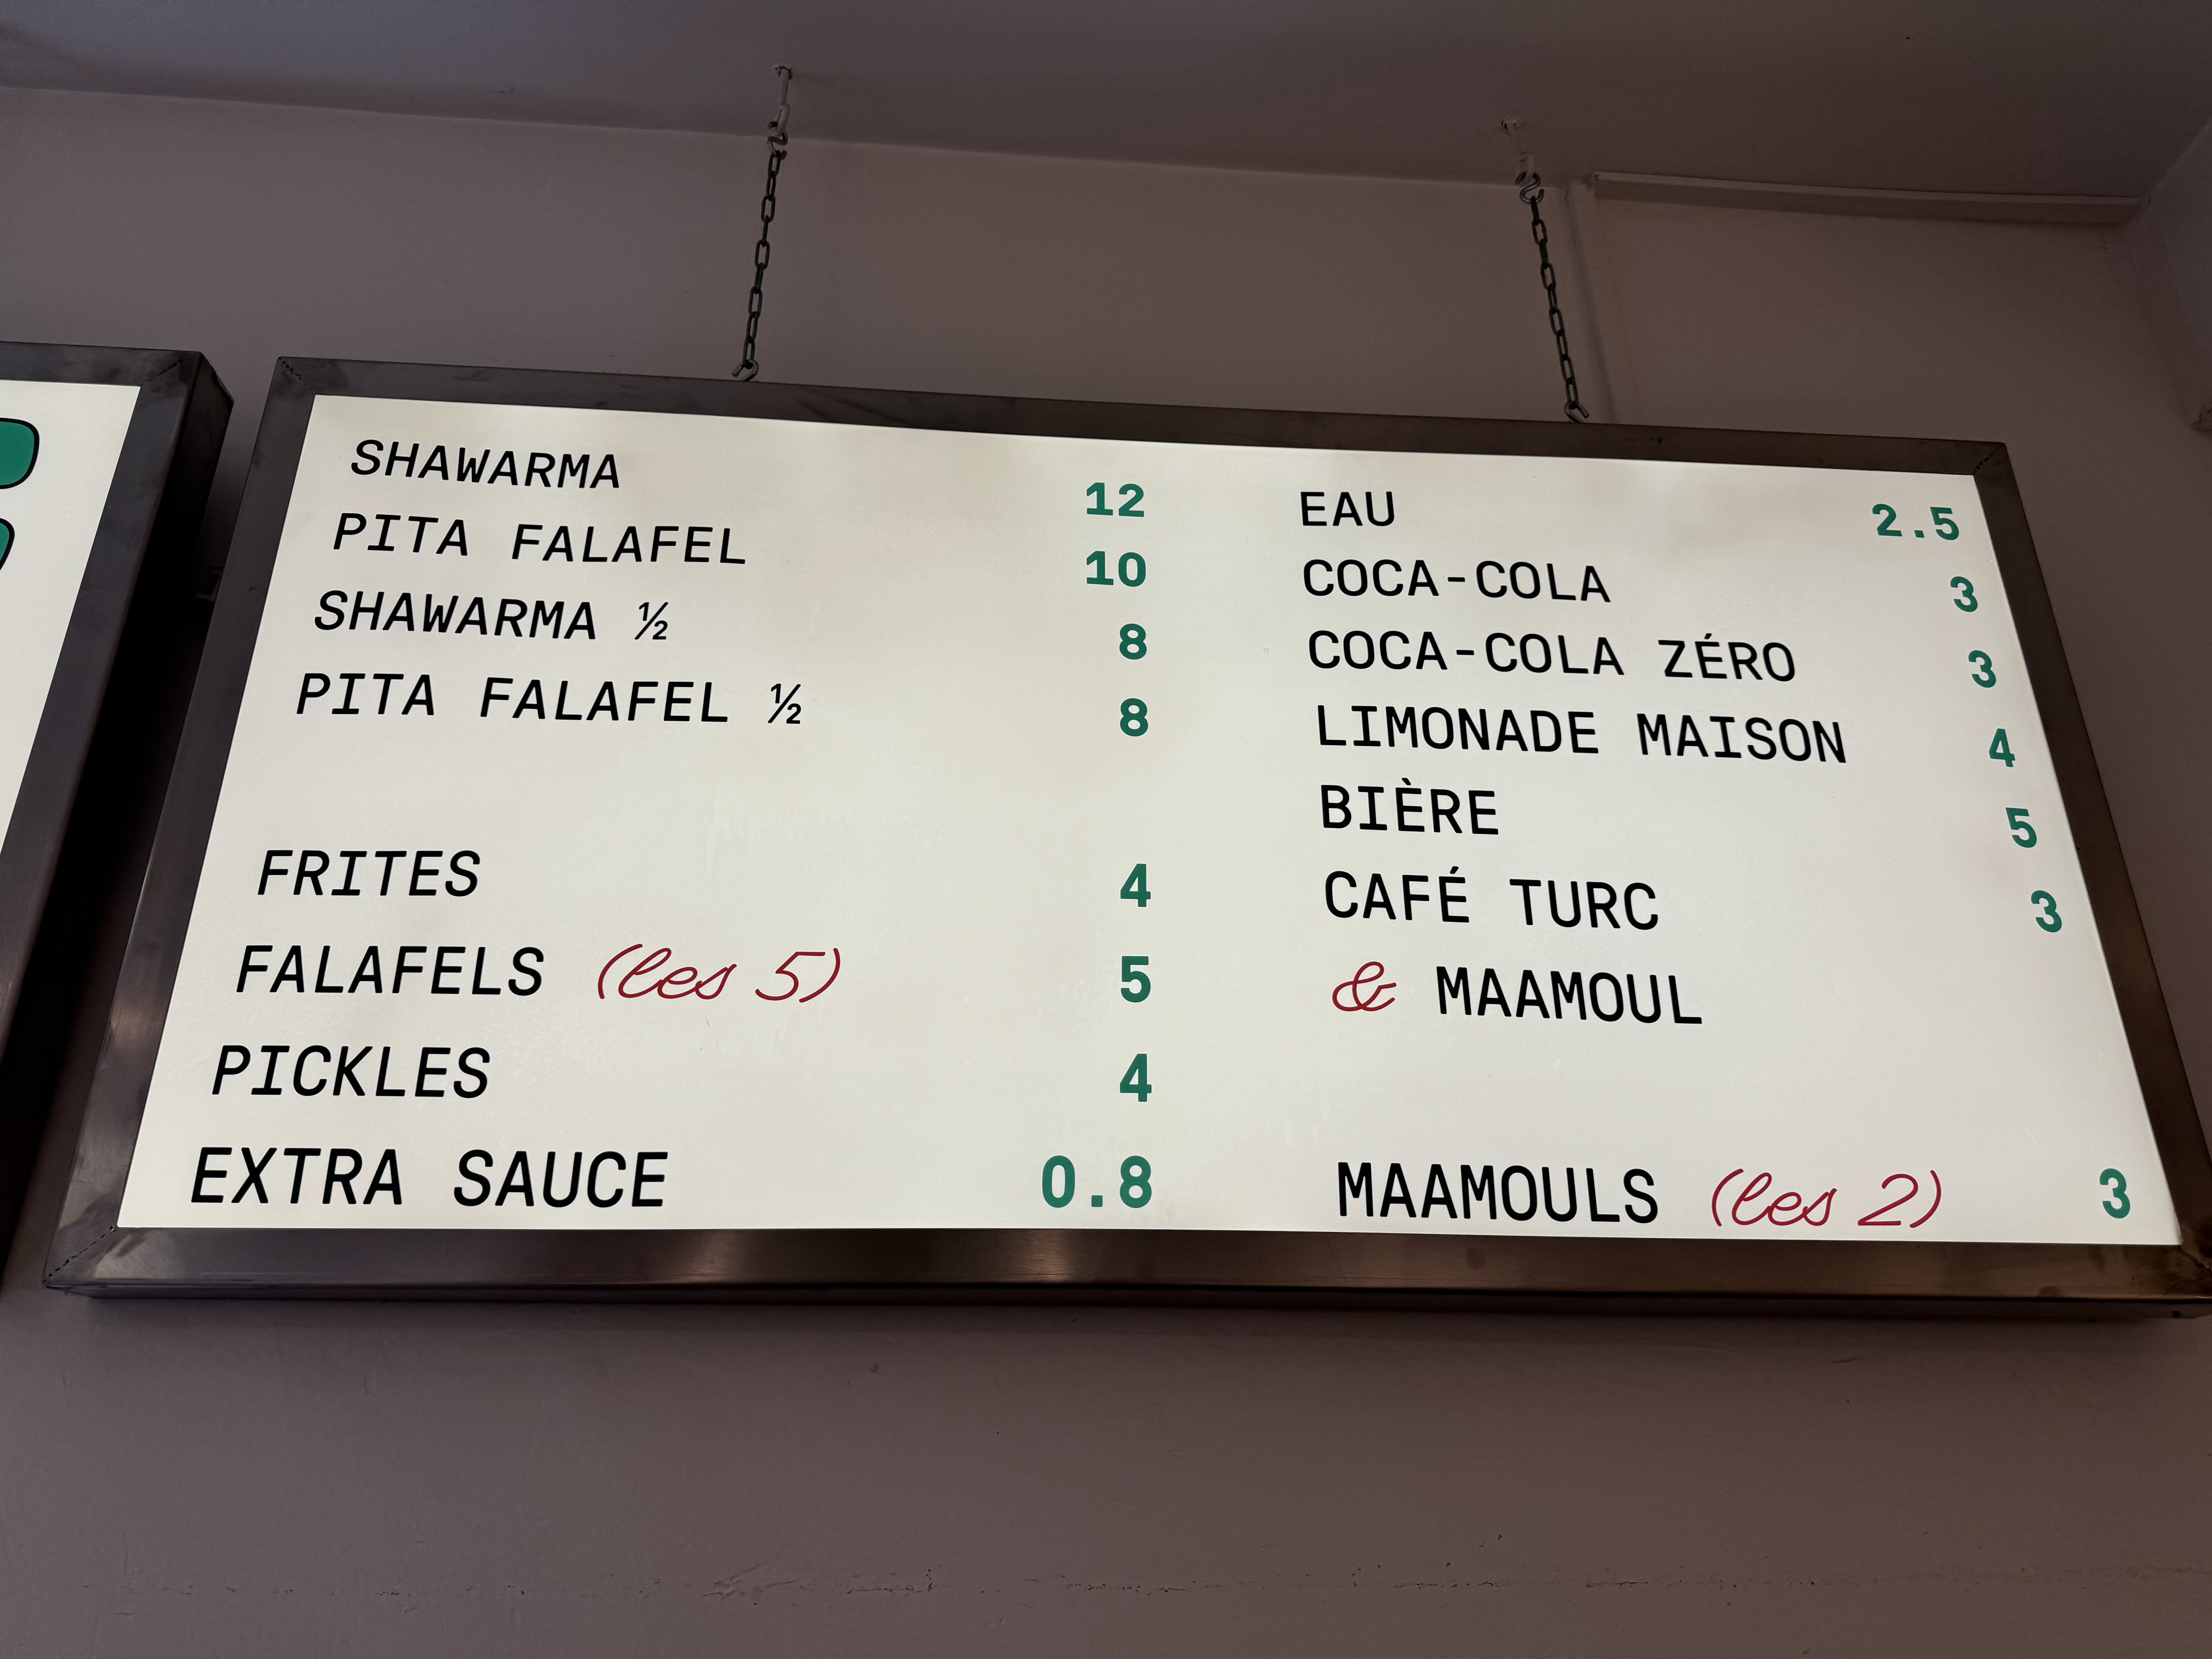 SHAWARMA 12
PITA FALAFEL 10
SHAWARMA ½ 8
PITA FALAFEL ½ 8
FRITES 4
FALAFELS (les 5) 5
PICKLES 4
EXTRA SAUCE 0.8
EAU 2.5
COCA-COLA 3
COCA-COLA ZÉRO 3
LIMONADE MAISON 4
BIÈRE 5
CAFÉ TURC 3
& MAAMOUL
MAAMOULS (les 2) 3